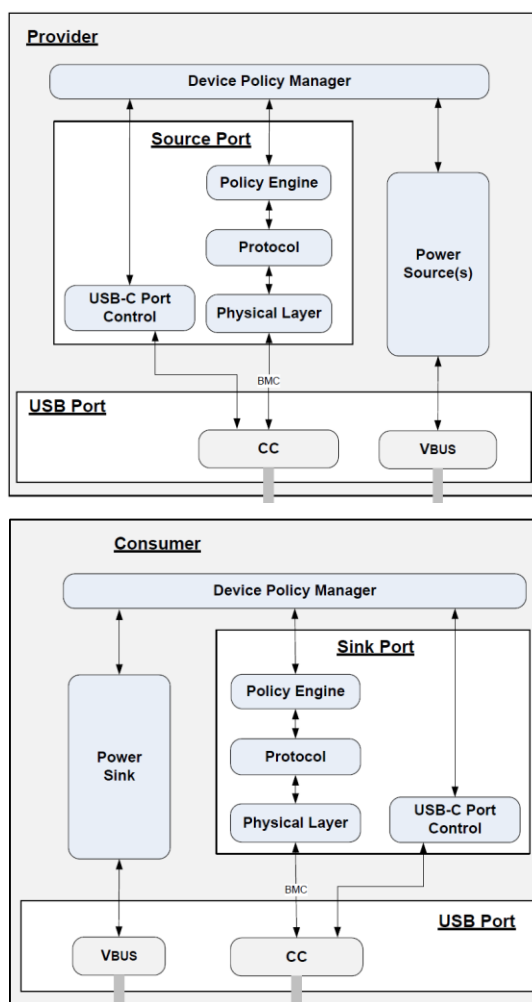 Provider
Device Policy Manager
Source Port
Policy Engine
Protocol
Power
Source(s)
USB-C Port
Control
Physical Layer
BMC
USB Port
CC
VBUS
Consumer
Device Policy Manager
Sink Port
Policy Engine
Power
Sink
Protocol
Physical Layer
USB-C Port
Control
BMC
USB Port
VBUS
CC